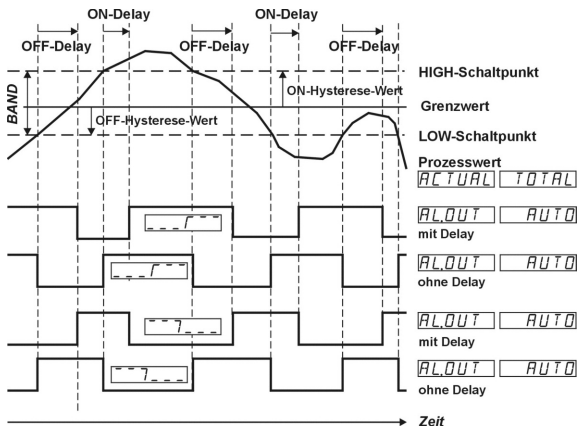 ON-Delay
ON-Delay
OFF-Delay
OFF-Delay
OFF-Delay
HIGH-Schaltpunkt
BAND
ON-Hysterese-Wert
Grenzwert
OFF-Hysterese-Wert
LOW-Schaltpunkt
Prozesswert
ACTUAL TOTAL
AL.OUT AUTO
mit Delay
AL.OUT AUTO
ohne Delay
AL.OUT AUTO
mit Delay
AL.OUT AUTO
ohne Delay
Zeit